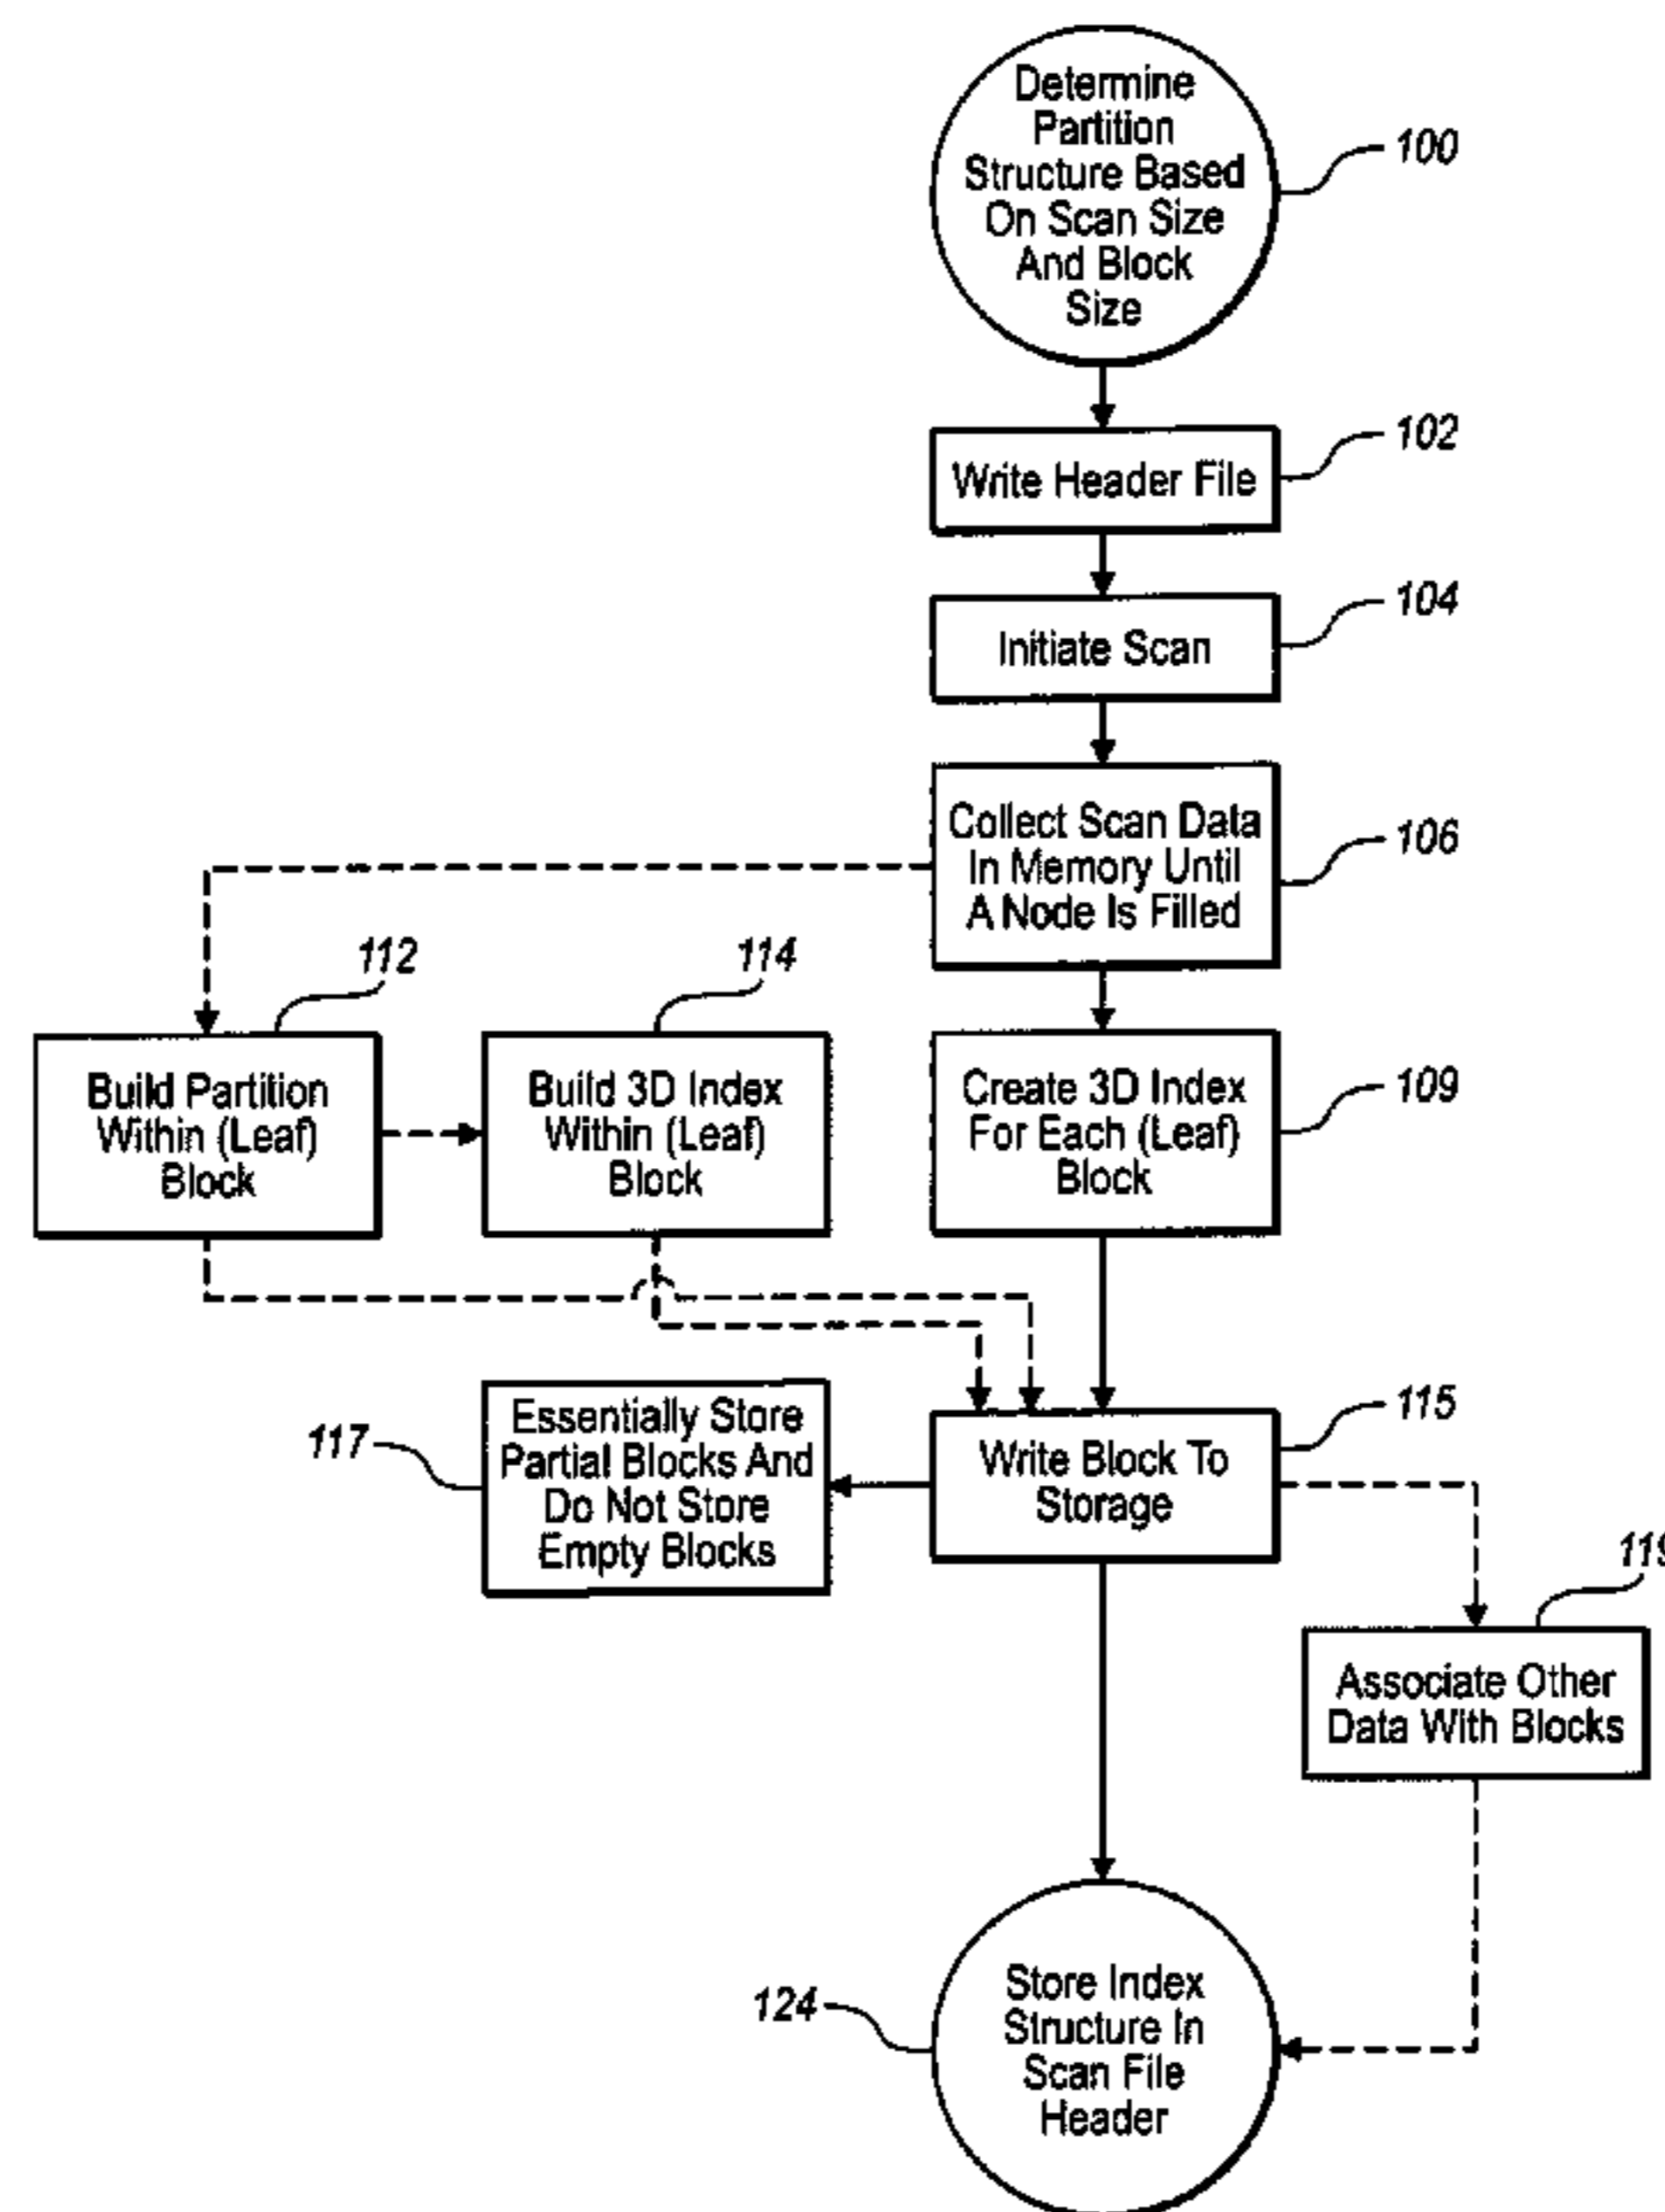 Determine
Partition
Structure Based
On Scan Size
And Block
Size
100
Write Header File
102
Initiate Scan
104
Collect Scan Data
In Memory Until
A Node Is Filled
106
112
114
Build Partition
Within (Leaf)
Block
Build 3D Index
Within (Leaf)
Block
Create 3D Index
For Each (Leaf)
Block
109
117
Essentially Store
Partial Blocks And
Do Not Store
Empty Blocks
Write Block To
Storage
115
119
Associate Other
Data With Blocks
124
Store Index
Structure In
Scan File
Header